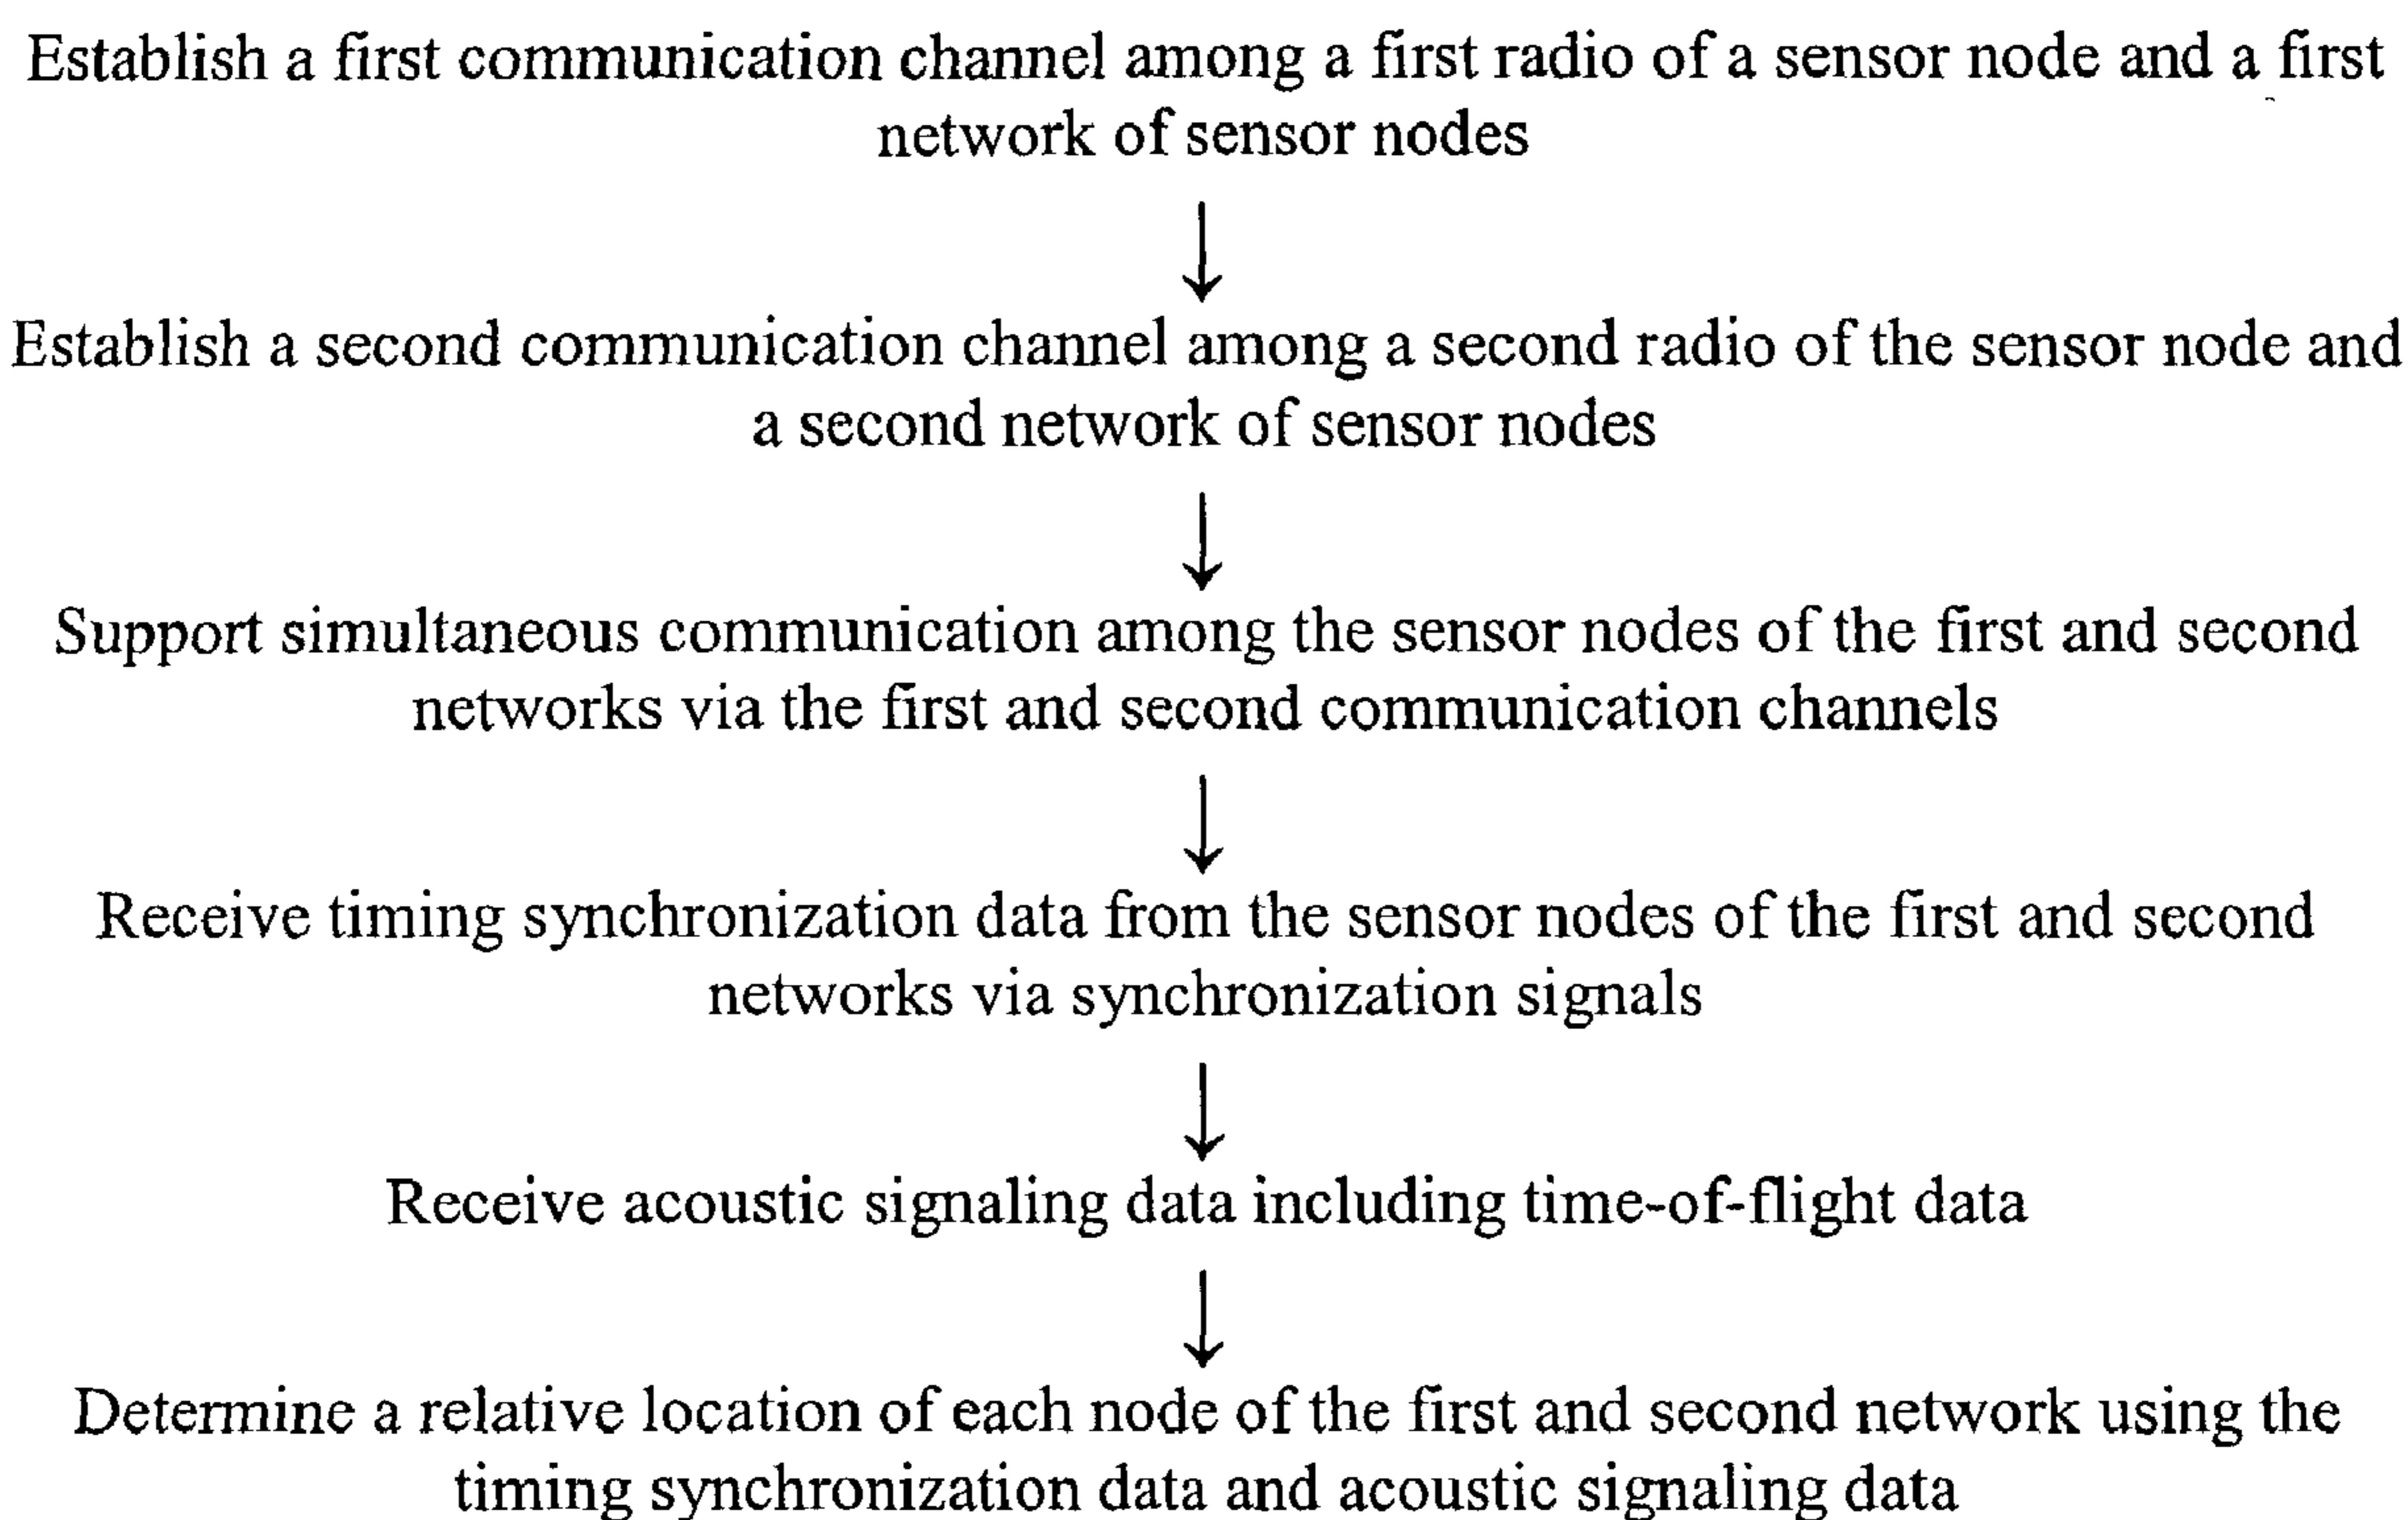 Establish a first communication channel among a first radio of a sensor node and a first
network of sensor nodes
Establish a second communication channel among a second radio of the sensor node and
a second network of sensor nodes
Support simultaneous communication among the sensor nodes of the first and second
networks via the first and second communication channels
Receive timing synchronization data from the sensor nodes of the first and second
networks via synchronization signals
Receive acoustic signaling data including time-of-flight data
Determine a relative location of each node of the first and second network using the
timing synchronization data and acoustic signaling data